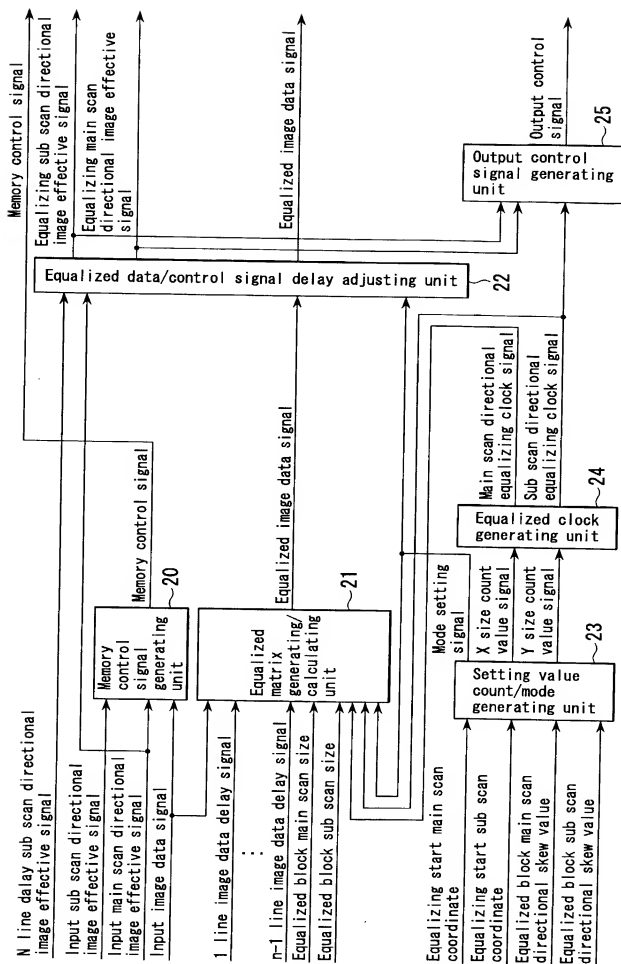 N line dalay sub scan directional
image effective signal
Input sub scan directional
image effective signal
Input main scan directional
image effective signal
Input image data signal
1 line image data delay signal
n-1 line image data delay signal
Equalized block main scan size
Equalized block sub scan size
Equalizing start main scan
coordinate
Equalizing start sub scan
coordinate
Equalized block main scan
directional skew value
Equalized block sub scan
directional skew value
Memory
control
signal
generating
unit
20
Memory control signal
Equalized
matrix
generating/
calculating
unit
21
Equalized image data signal
Setting value
count/mode
generating unit
23
Mode setting
signal
X size count
value signal
Y size count
value signal
Equalized clock
generating unit
24
Main scan directional
equalizing clock signal
Sub scan directional
equalizing clock signal
Equalized data/control signal delay adjusting unit
22
Memory control signal
Equalizing sub scan directional
image effective signal
Equalizing main scan
directional image effective
signal
Equalized image data signal
Output control
signal generating
unit
25
Output control
signal